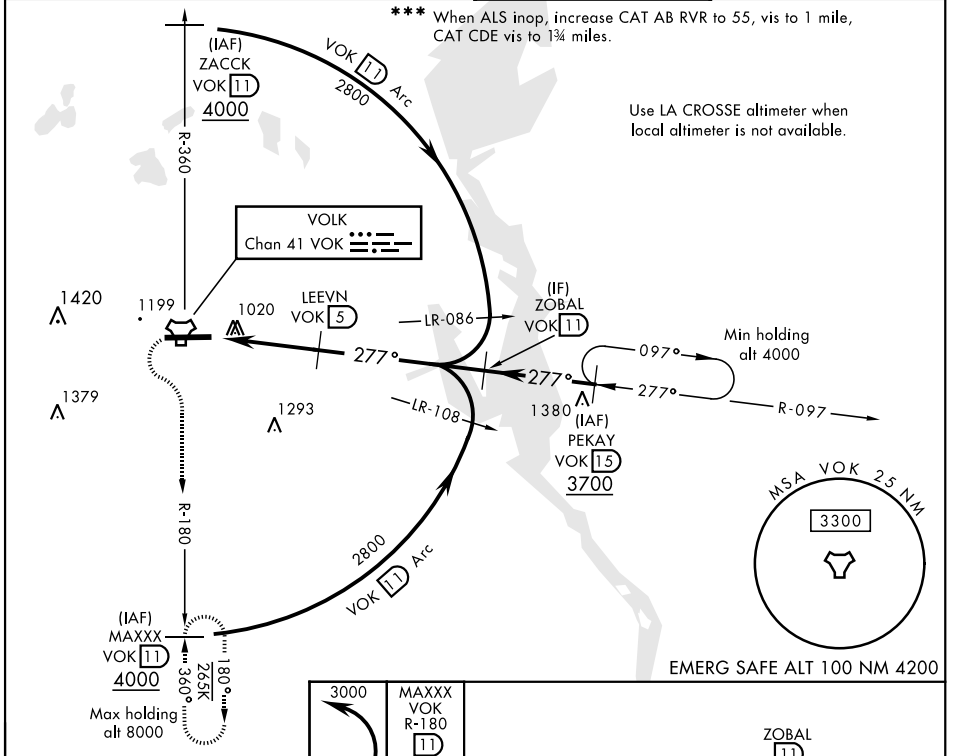 *** When ALS inop, increase CAT AB RVR to 55, vis to 1 mile,
CAT CDE vis to 1¾ miles.
(IAF)
ZACCK
VOK 11
4000
VOK 11 Arc
2800
Use LA CROSSE altimeter when
local altimeter is not available.
R-360
VOLK
Chan 41 VOK
1420
1199
1020
LEEVN
VOK 5
LR-086
(IF)
ZOBAL
VOK 11
Min holding
alt 4000
097°
277°
277°
277°
R-097
1379
1293
LR-108
1380
(IAF)
PEKAY
VOK 15
3700
MSA VOK 25 NM
3300
R-180
2800
VOK 11 Arc
(IAF)
MAXXX
VOK 11
4000
360°
265K
180°
Max holding
alt 8000
EMERG SAFE ALT 100 NM 4200
3000
MAXXX
VOK
R-180
11
ZOBAL
11